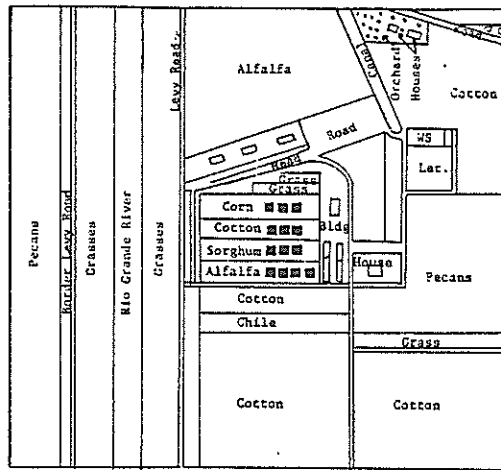 Alfalfa
Levy Road
Canal
Orchard
Houses
Cotton
Road
Road
WS
Lat.
Grass
Grass
Corn
Cotton
Bldg
Sorghum
Alfalfa
House
Pecans
Pecans
Border Levy Road
Grasses
Rio Grande River
Grasses
Cotton
Chile
Grass
Cotton
Cotton